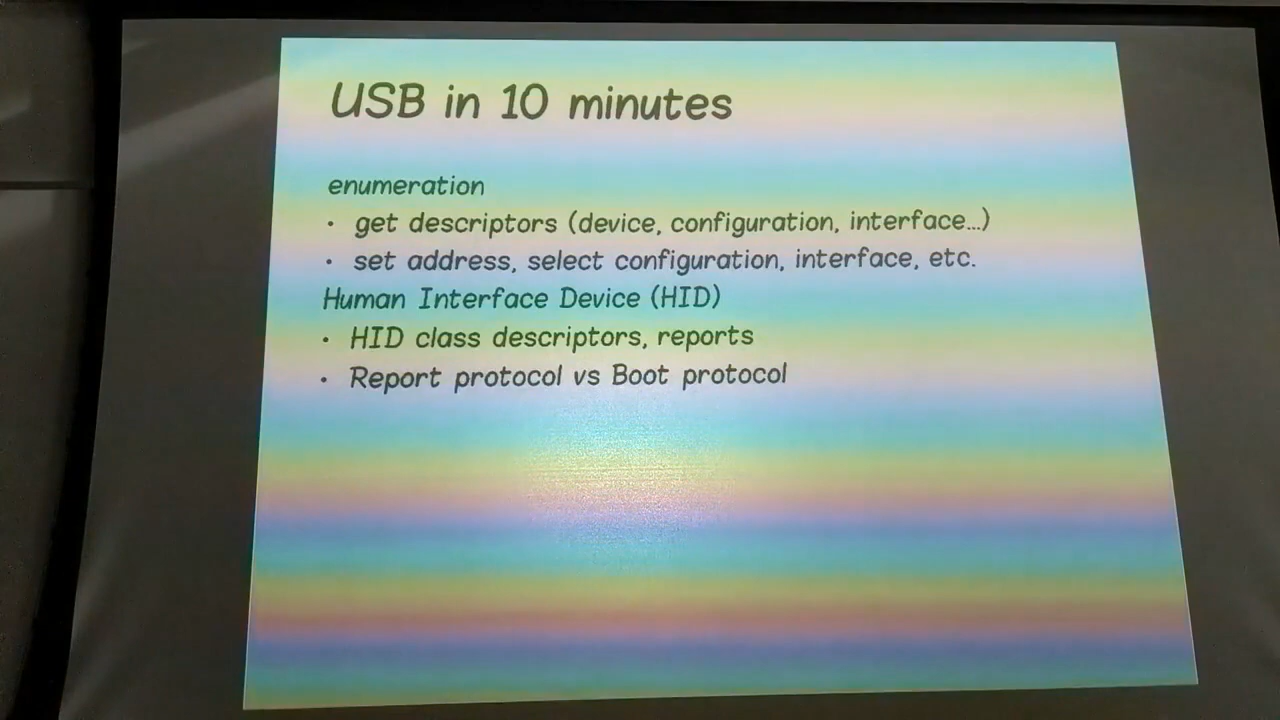 USB in 10 minutes
enumeration
• get descriptors (device, configuration, interface...)
• set address, select configuration, interface, etc.
Human Interface Device (HID)
• HID class descriptors, reports
• Report protocol vs Boot protocol